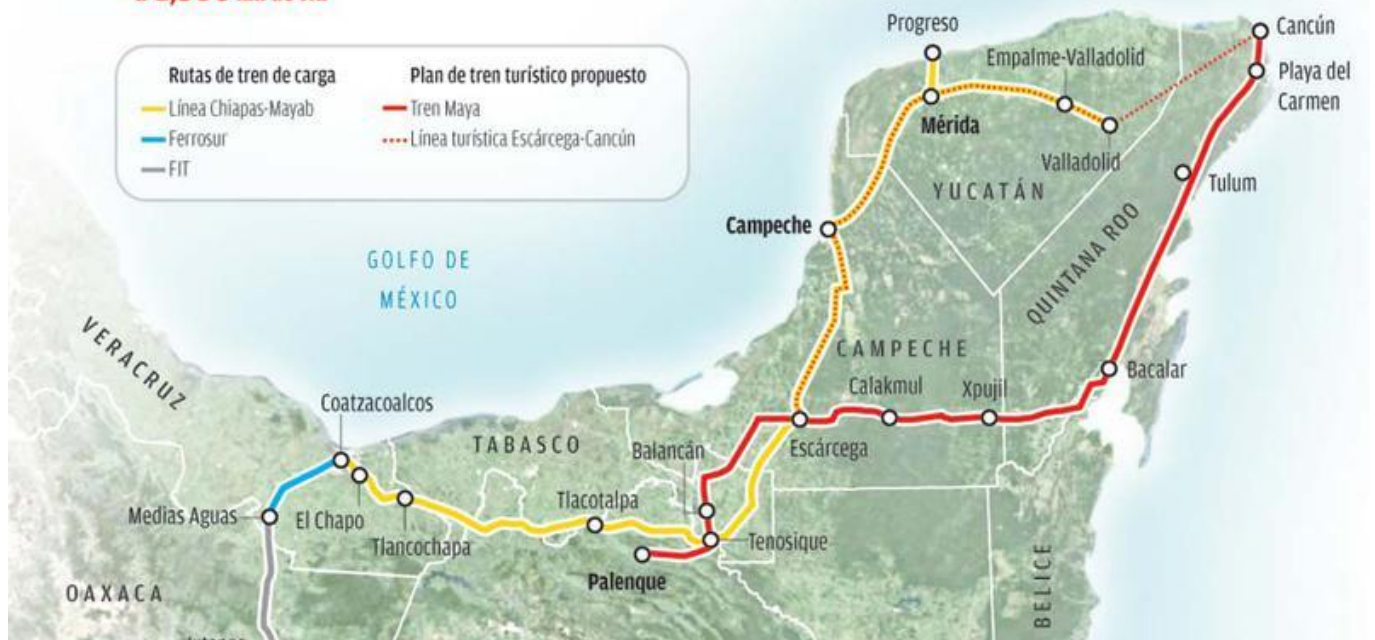 Rutas de tren de carga
Línea Chiapas-Mayab
Ferrosur
FIT
Plan de tren turístico propuesto
Tren Maya
Línea turística Escárcega-Cancún
Progreso
Cancún
Empalme-Valladolid
Playa del
Carmen
Mérida
Valladolid
Tulum
YUCATÁN
Campeche
QUINTANA ROO
GOLFO DE
MÉXICO
VERACRUZ
CAMPECHE
Bacalar
Calakmul
Xpujil
Coatzacoalcos
TABASCO
Balancán
Escárcega
Medias Aguas
El Chapo
Tlacotalpa
Tlancochapa
Tenosique
Palenque
OAXACA
BELICE